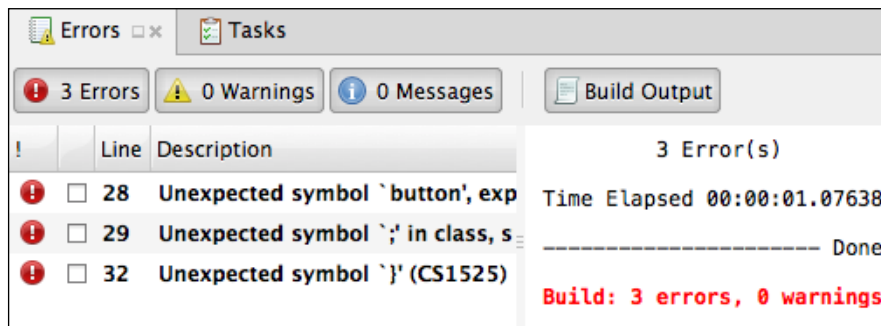 Errors
Tasks
3 Errors
0 Warnings
0 Messages
Build Output
! Line Description
28 Unexpected symbol `button', exp
29 Unexpected symbol `;' in class, s
32 Unexpected symbol `}' (CS1525)
3 Error(s)
Time Elapsed 00:00:01.07638
---------------------- Done
Build: 3 errors, 0 warnings